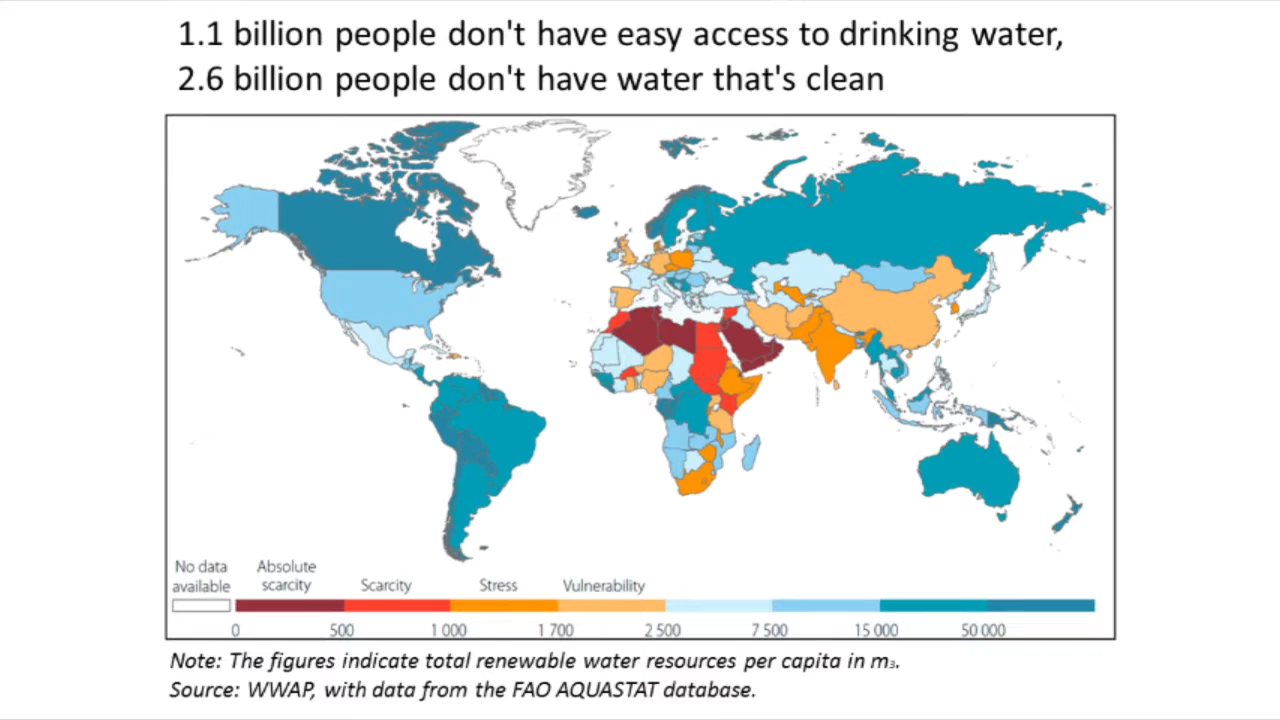 1.1 billion people don't have easy access to drinking water,
2.6 billion people don't have water that's clean
No data available
Absolute scarcity
Scarcity
Stress
Vulnerability
0 500 1 000 1 700 2 500 7 500 15 000 50 000
Note: The figures indicate total renewable water resources per capita in m₃.
Source: WWAP, with data from the FAO AQUASTAT database.